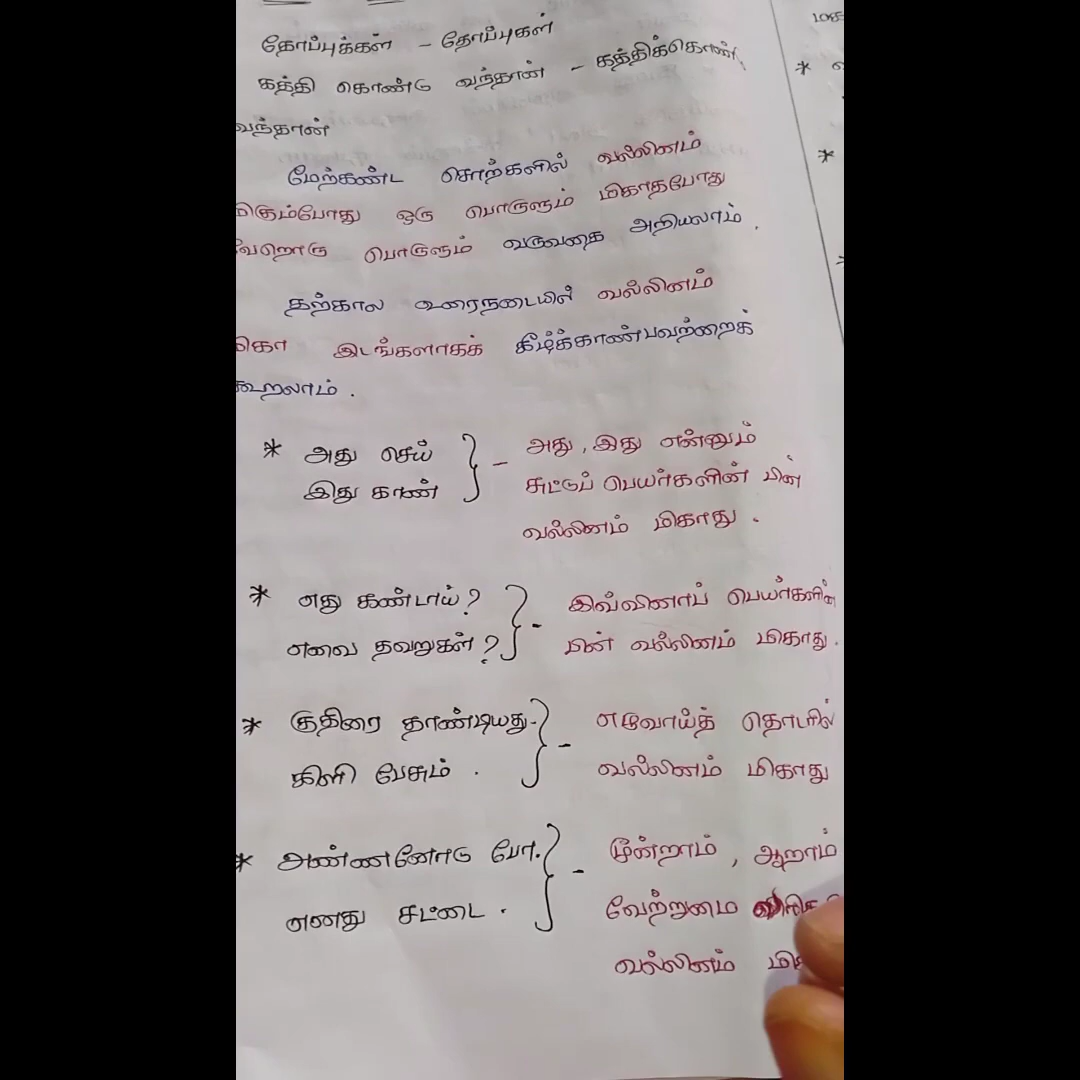 தோப்புக்கள் - தோப்புகள்
கத்தி கொண்டு வந்தான் - கத்திக்கொண்
வந்தான்
மேற்கண்ட சொற்களில் வல்லினம்
மிகும்போது ஒரு பொருளும் மிகாதபோது
வேறொரு பொருளும் வருவதை அறியலாம்.
தற்கால உரைநடையில் வல்லினம்
இடங்களாகக் கீழ்க்காண்பவற்றைக்
கூறலாம்.
* அது செய் } - அது, இது என்னும்
இது காண் சுட்டுப் பெயர்களின் பின்
வல்லினம் மிகாது.
* எது கண்டாய்? } - இவ்வினாப் பெயர்களின்
எவை தவறுகள்? பின் வல்லினம் மிகாது.
* குதிரை தாண்டியது. } - எழுவாய்த் தொடரில்
கிளி பேசும். வல்லினம் மிகாது
* அண்ணனோடு போ. } - மூன்றாம், ஆறாம்
எனது சட்டை. வேற்றுமை
வல்லினம்